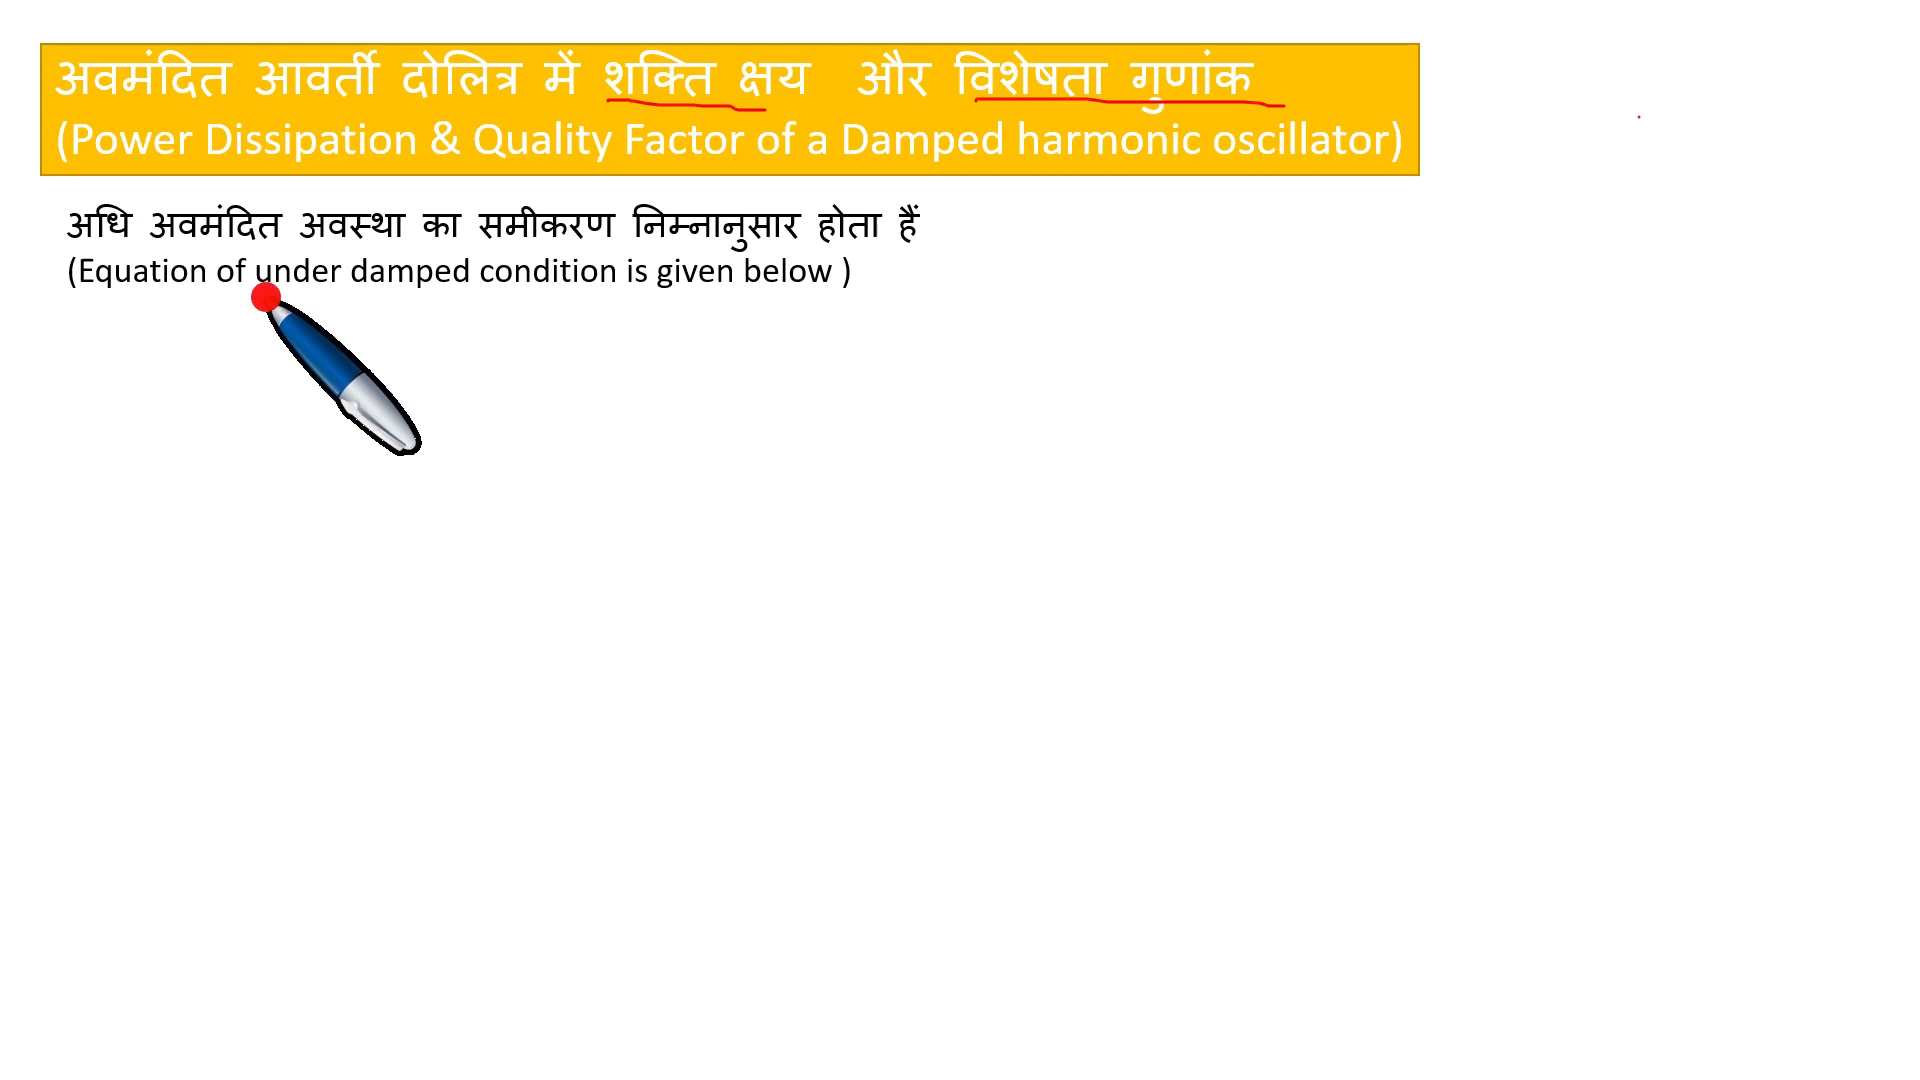 अवमंदित आवर्ती दोलित्र में शक्ति क्षय और विशेषता गुणांक
(Power Dissipation & Quality Factor of a Damped harmonic oscillator)
अधि अवमंदित अवस्था का समीकरण निम्नानुसार होता हैं
(Equation of under damped condition is given below )